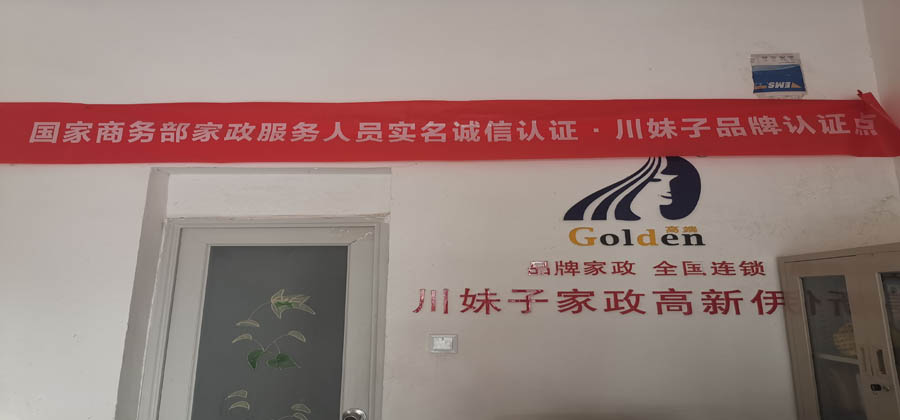 EMS
国家商务部家政服务人员实名诚信认证·川妹子品牌认证点
高端
Golden
品牌家政 全国连锁
川妹子家政高新伊